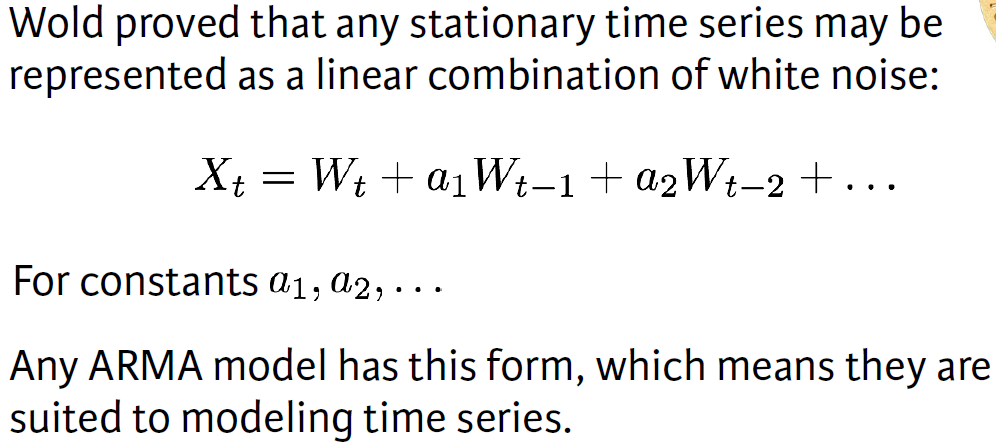 Wold proved that any stationary time series may be
represented as a linear combination of white noise:
X_t = W_t + a_1 W_{t-1} + a_2 W_{t-2} + ...
For constants a_1, a_2, ...
Any ARMA model has this form, which means they are
suited to modeling time series.